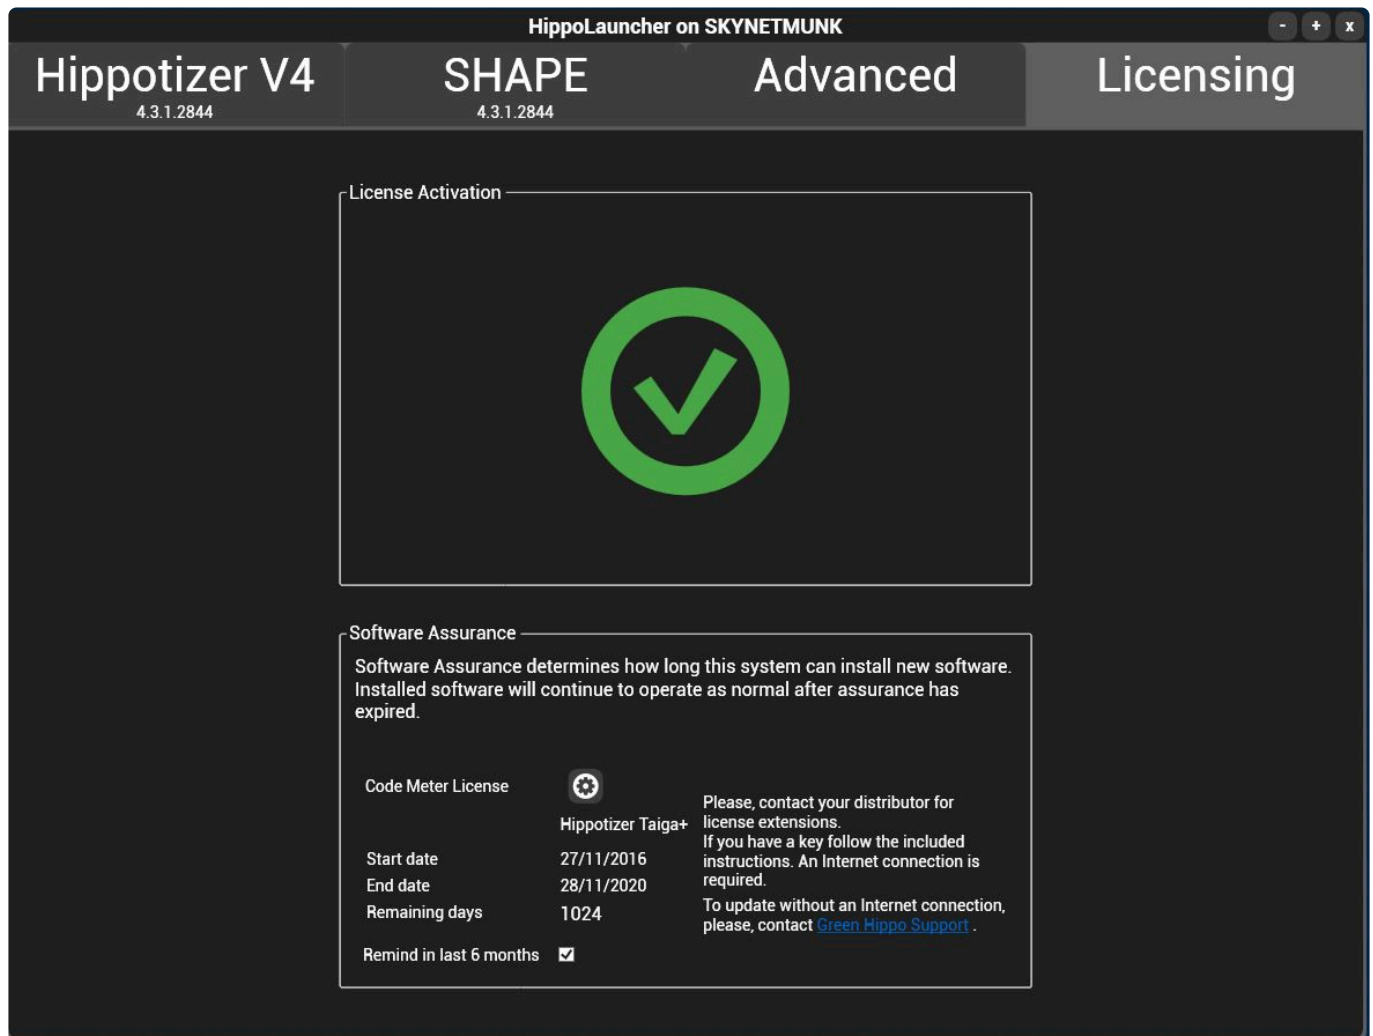 HippoLauncher on SKYNETMUNK
- + x
Hippotizer V4
4.3.1.2844
SHAPE
4.3.1.2844
Advanced
Licensing
License Activation
Software Assurance
Software Assurance determines how long this system can install new software.
Installed software will continue to operate as normal after assurance has
expired.
Code Meter License
Hippotizer Taiga+
Start date 27/11/2016
End date 28/11/2020
Remaining days 1024
Remind in last 6 months
Please, contact your distributor for
license extensions.
If you have a key follow the included
instructions. An Internet connection is
required.
To update without an Internet connection,
please, contact Green Hippo Support .